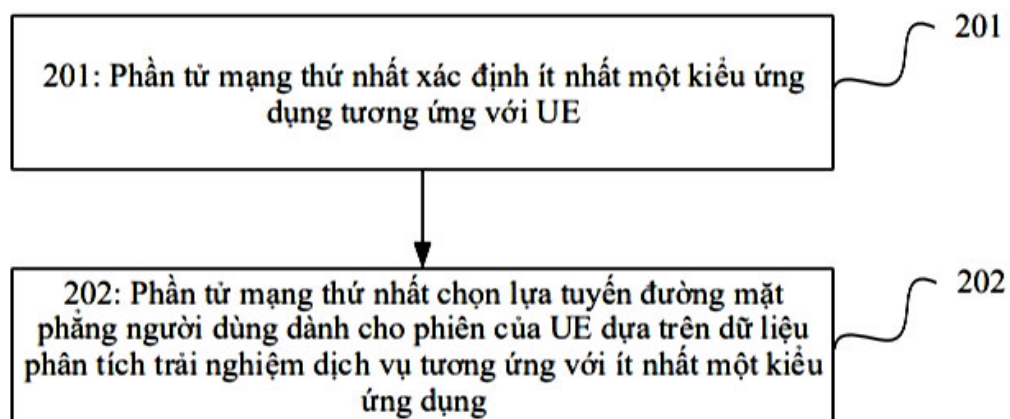 201
201: Phần tử mạng thứ nhất xác định ít nhất một kiểu ứng
dụng tương ứng với UE
202
202: Phần tử mạng thứ nhất chọn lựa tuyến đường mặt
phẳng người dùng dành cho phiên của UE dựa trên dữ liệu
phân tích trải nghiệm dịch vụ tương ứng với ít nhất một kiểu
ứng dụng